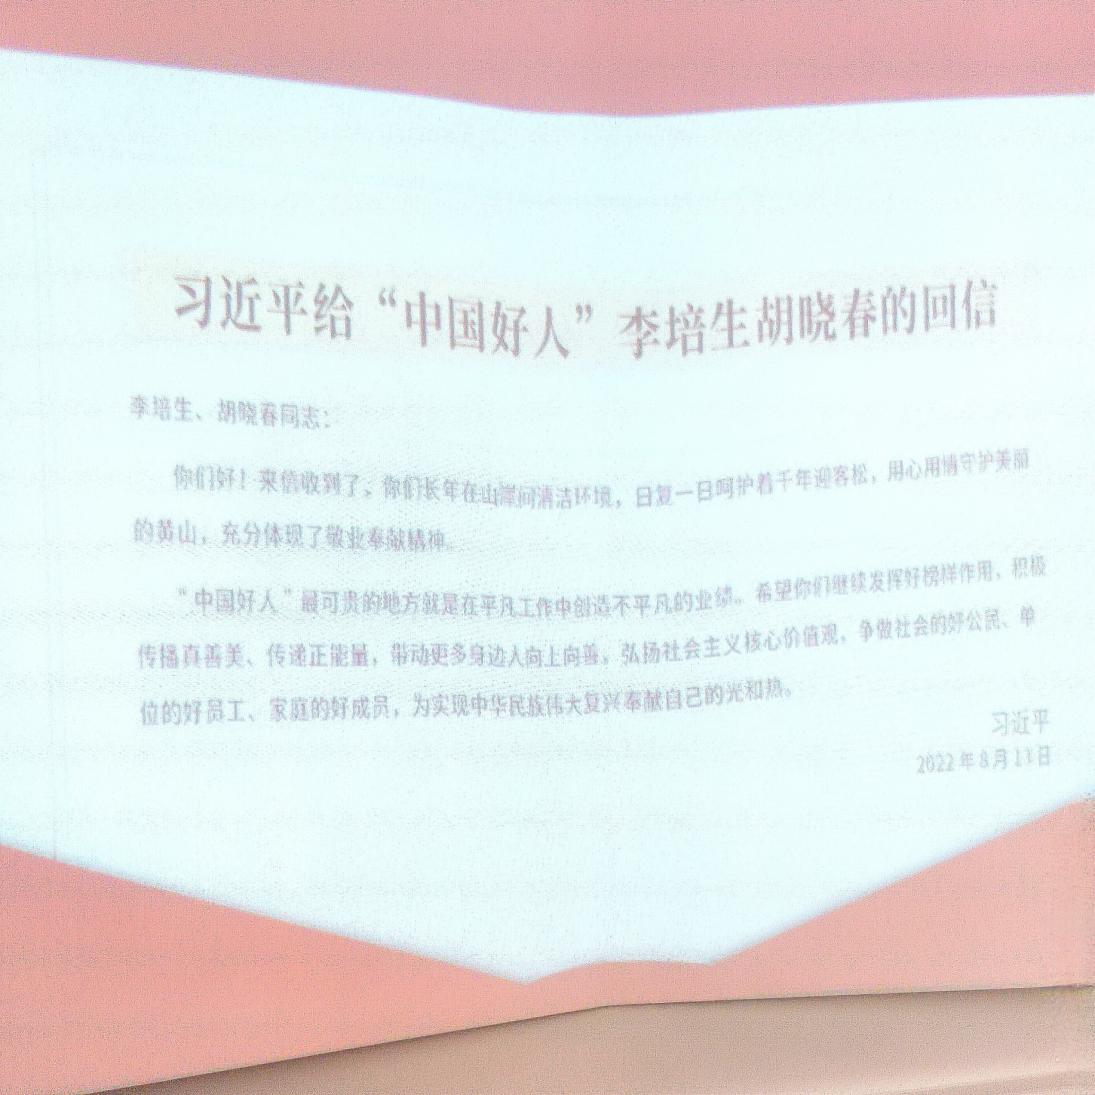 习近平给“中国好人”李培生胡晓春的回信
李培生、胡晓春同志：
你们好！来信收到了，你们长年在山崖间清洁环境，日复一日呵护着千年迎客松，用心用情守护美丽
的黄山，充分体现了敬业奉献精神。
“中国好人”最可贵的地方就是在平凡工作中创造不平凡的业绩。希望你们继续发挥好榜样作用，积极
传播真善美、传递正能量，带动更多身边人向上向善，弘扬社会主义核心价值观，争做社会的好公民、单
位的好员工、家庭的好成员，为实现中华民族伟大复兴奉献自己的光和热。
习近平
2022年8月13日